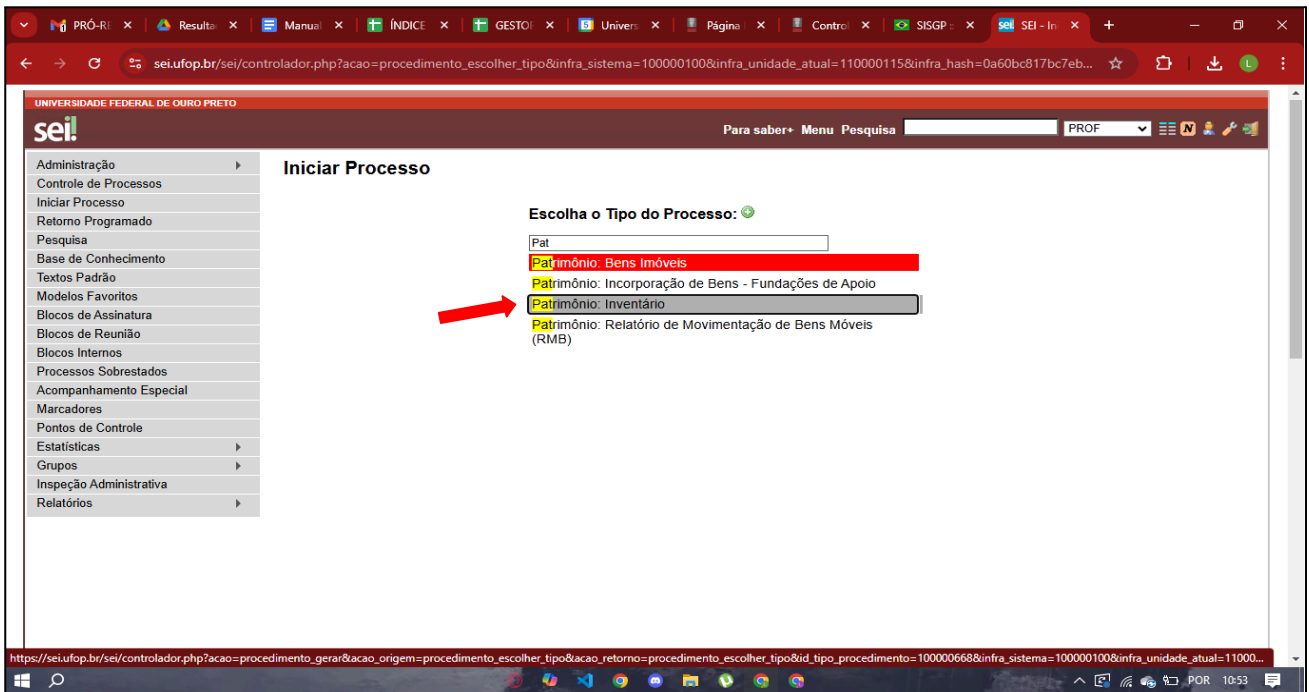 PRÓ-RE
Resulta
Manual
ÍNDICE
GESTOR
Univers
Página
Control
SISGP
SEI - In
sei.ufop.br/sei/controlador.php?acao=procedimento_escolher_tipo&infra_sistema=100000100&infra_unidade_atual=110000115&infra_hash=0a60bc817bc7eb...
L
UNIVERSIDADE FEDERAL DE OURO PRETO
sei!
Para saber+ Menu Pesquisa
PROF
N
Administração
Controle de Processos
Iniciar Processo
Retorno Programado
Pesquisa
Base de Conhecimento
Textos Padrão
Modelos Favoritos
Blocos de Assinatura
Blocos de Reunião
Blocos Internos
Processos Sobrestados
Acompanhamento Especial
Marcadores
Pontos de Controle
Estatísticas
Grupos
Inspeção Administrativa
Relatórios
Iniciar Processo
Escolha o Tipo do Processo:
Pat
Patrimônio: Bens Imóveis
Patrimônio: Incorporação de Bens - Fundações de Apoio
Patrimônio: Inventário
Patrimônio: Relatório de Movimentação de Bens Móveis
(RMB)
https://sei.ufop.br/sei/controlador.php?acao=procedimento_gerar&acao_origem=procedimento_escolher_tipo&acao_retorno=procedimento_escolher_tipo&id_tipo_procedimento=100000668&infra_sistema=100000100&infra_unidade_atual=11000...
POR 10:53